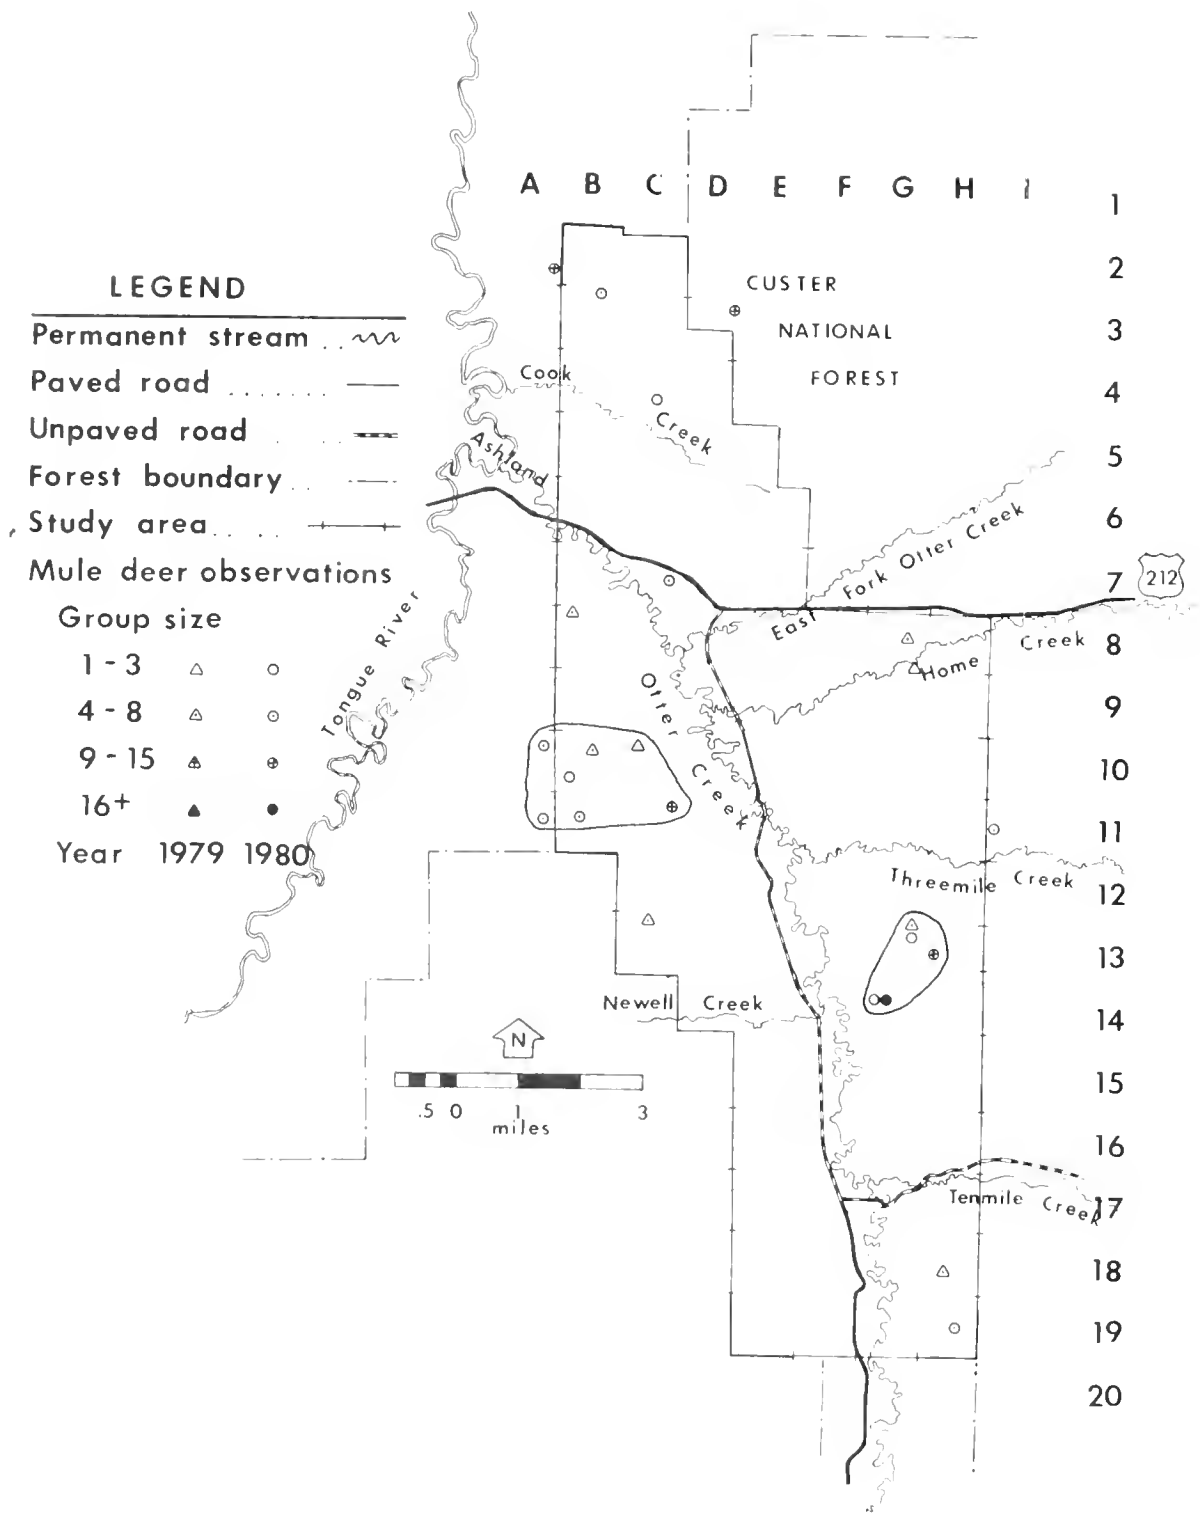 A B C D E F G H I
1
2
3
4
5
6
7
8
9
10
11
12
13
14
15
16
17
18
19
20
LEGEND
Permanent stream ..
Paved road .......
Unpaved road
Forest boundary ..
Study area.. ..
Mule deer observations
Group size
1 - 3
4 - 8
9 - 15
16+
Year 1979 1980
CUSTER
NATIONAL
FOREST
Cook
Creek
Ashland
Tongue River
East
Fork Otter Creek
212
Home
Creek
Otter
Creek
Threemile Creek
Newell Creek
N
.5 0 1 3
miles
Tenmile Creek